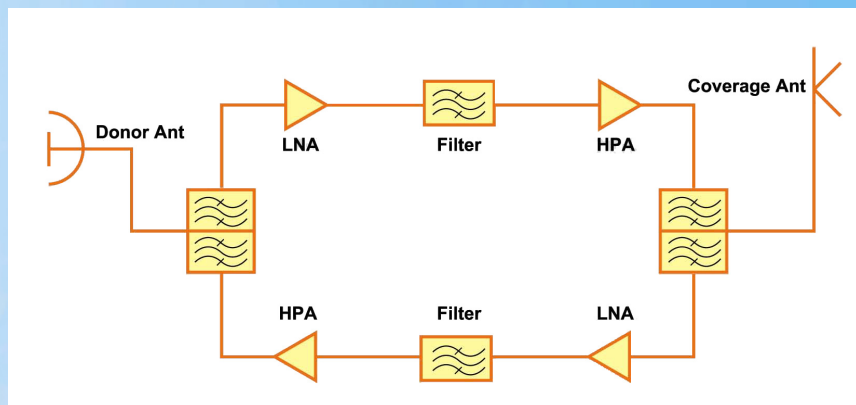 Coverage Ant
Donor Ant
LNA
Filter
HPA
HPA
Filter
LNA